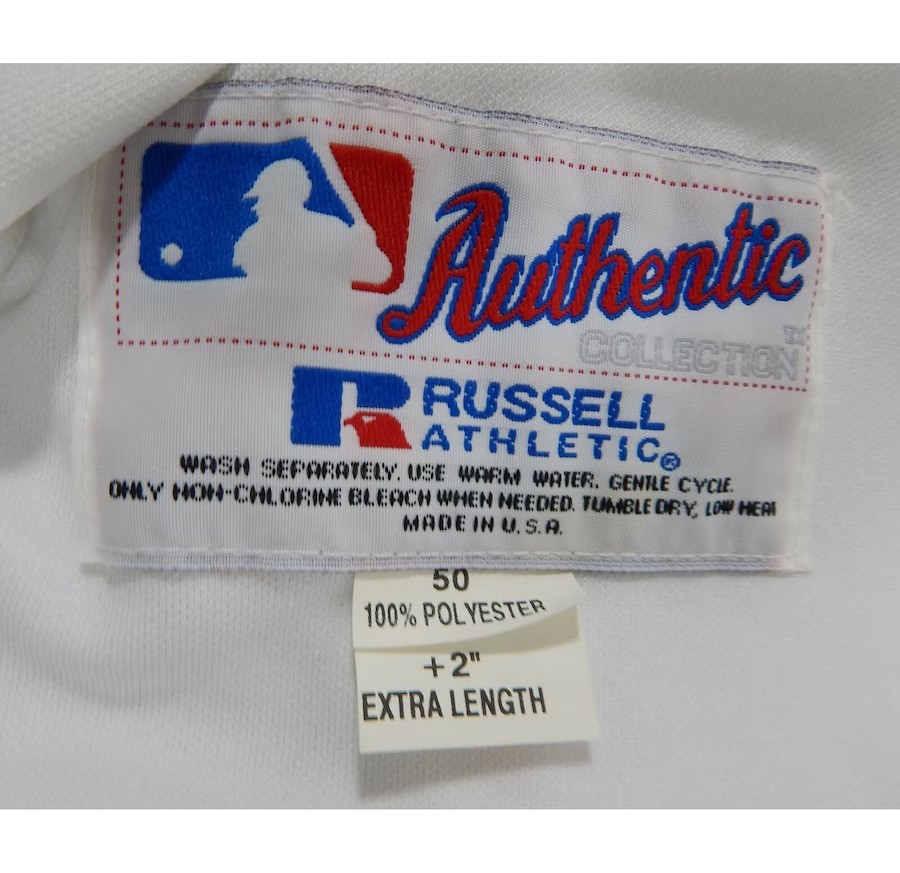 Authentic
COLLECTION™
RUSSELL
ATHLETIC®
WASH SEPARATELY. USE WARM WATER. GENTLE CYCLE.
ONLY NON-CHLORINE BLEACH WHEN NEEDED. TUMBLE DRY, LOW HEAT
MADE IN U.S.A.
50
100% POLYESTER
+2"
EXTRA LENGTH